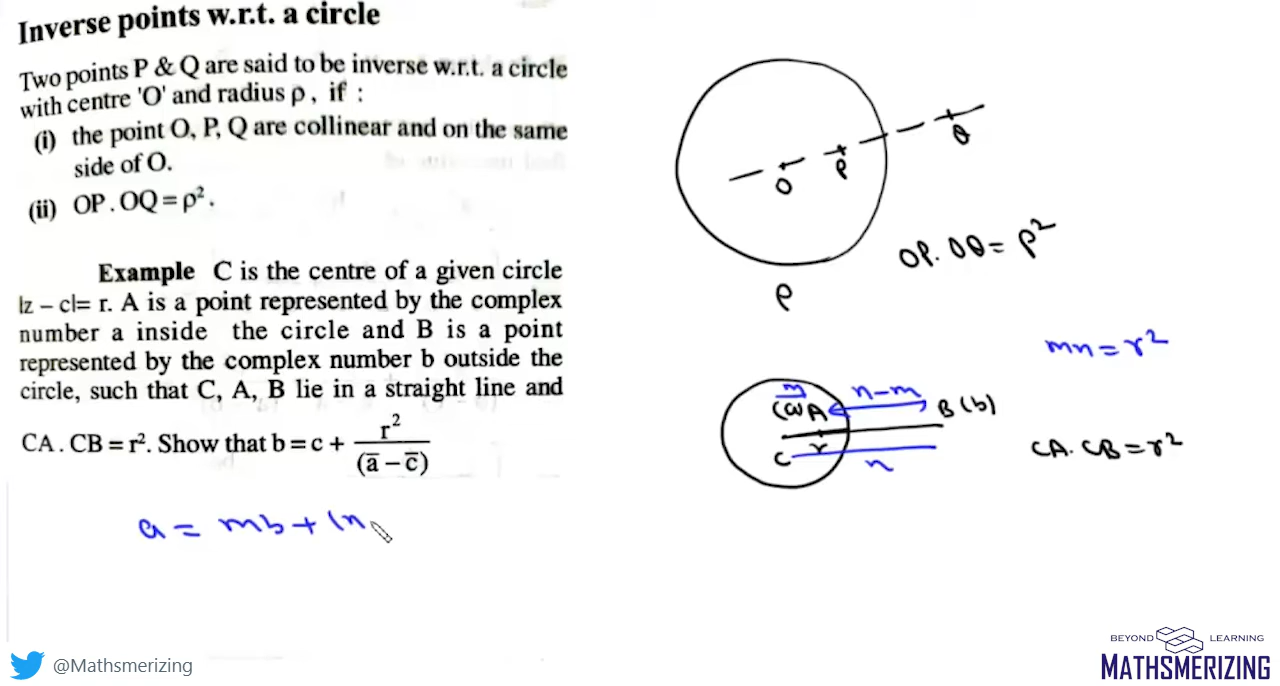 Inverse points w.r.t. a circle
Two points P & Q are said to be inverse w.r.t. a circle
with centre 'O' and radius ρ, if :
(i) the point O, P, Q are collinear and on the same
side of O.
(ii) OP . OQ = ρ².
Example C is the centre of a given circle
|z – c|= r. A is a point represented by the complex
number a inside the circle and B is a point
represented by the complex number b outside the
circle, such that C, A, B lie in a straight line and
CA . CB = r². Show that b = c + r² / (ā – c̄)
a = mb + (n
O P Q
OP. OQ = ρ²
ρ
mn = r²
m n-m
(a) A B (b)
C r
n
CA. CB = r²
@Mathsmerizing
BEYOND LEARNING
MATHSMERIZING